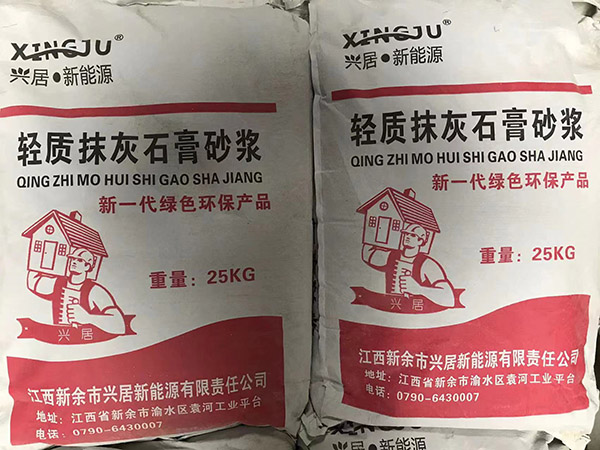 XINGJU®
兴居●新能源
轻质抹灰石膏砂浆
QING ZHI MO HUI SHI GAO SHA JIANG
新一代绿色环保产品
重量：25KG
兴居
江西新余市兴居新能源有限责任公司
地址：江西省新余市渝水区袁河工业平台
电话：0790-6430007
XINGJU®
兴居●新能源
轻质抹灰石膏砂浆
QING ZHI MO HUI SHI GAO SHA JIANG
新一代绿色环保产品
重量：25KG
兴居
江西新余市兴居新能源有限责任公司
地址：江西省新余市渝水区袁河工业平台
电话：0790-6430007